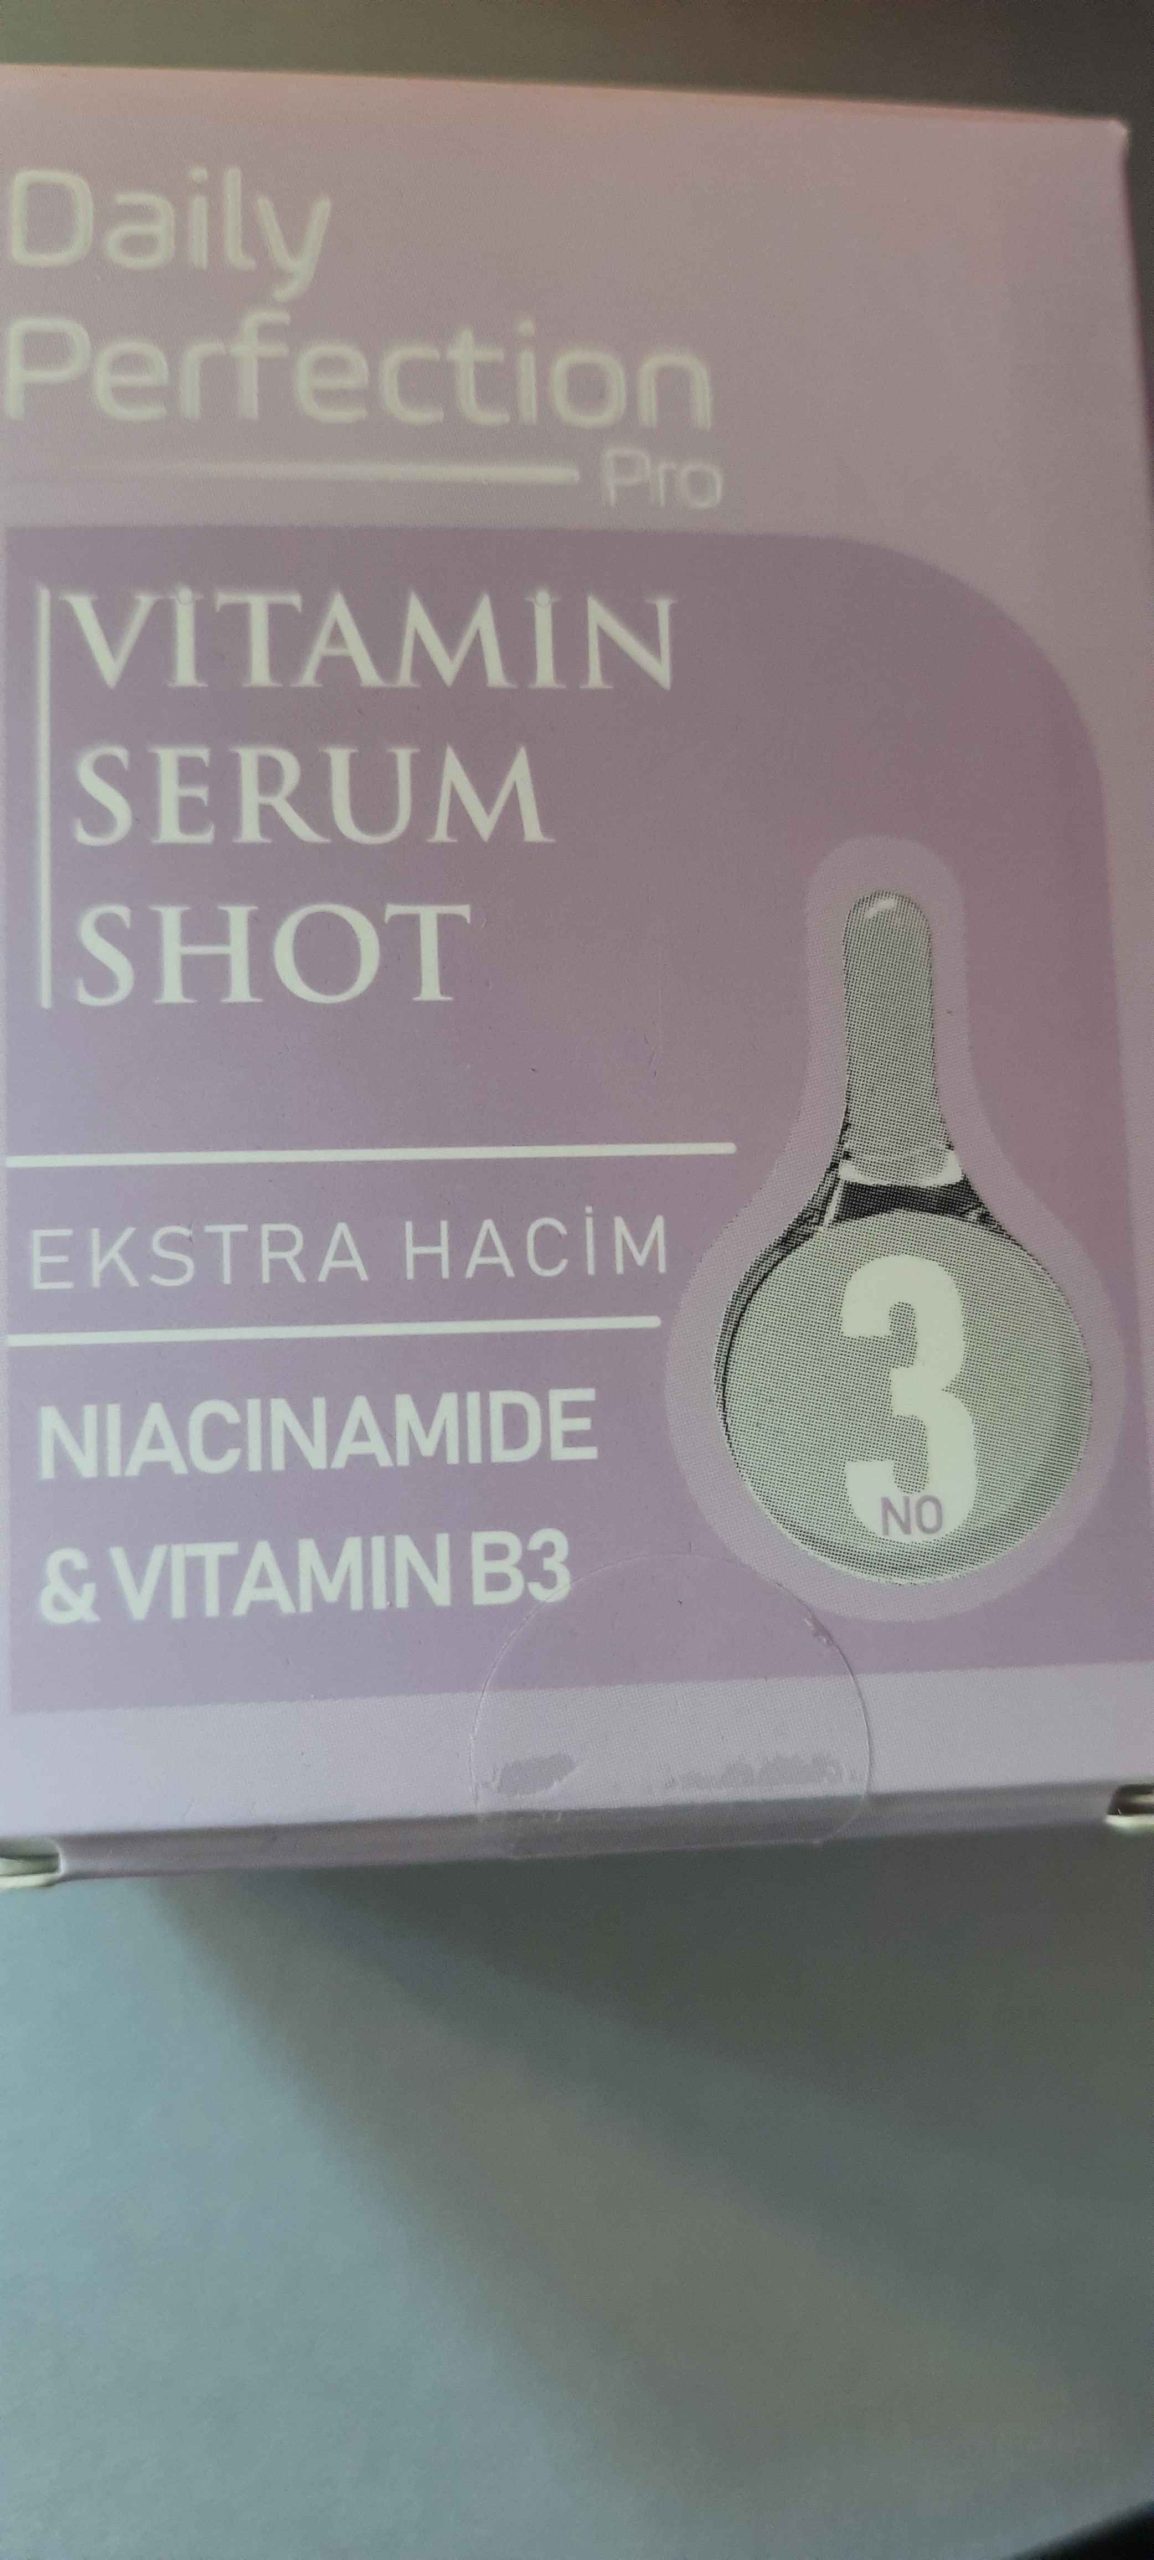 Daily
Perfection
Pro
VİTAMİN
SERUM
SHOT
EKSTRA HACİM
NIACINAMIDE
& VITAMIN B3
3
NO